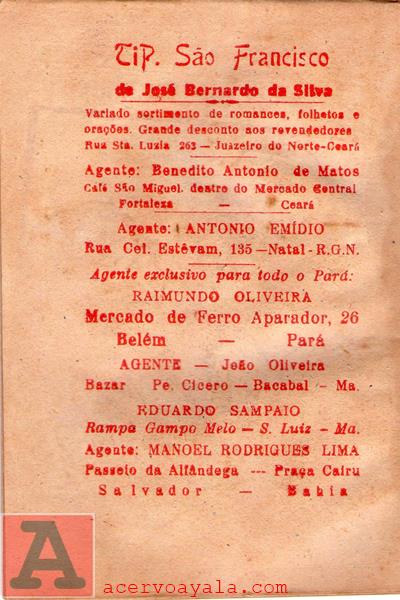 Tip. São Francisco
de José Bernardo da Silva
Variado sortimento de romances, folhetos e
orações. Grande desconto aos revendedores
Rua Sta. Luzia 263 — Juazeiro do Norte-Ceará
Agente: Benedito Antonio de Matos
Café São Miguel. dentro do Mercado Central
Fortaleza — Ceará
Agente: ANTONIO EMÍDIO
Rua Cel. Estêvam, 135 —Natal - R.G.N.
Agente exclusivo para todo o Pará:
RAIMUNDO OLIVEIRA
Mercado de Ferro Aparador, 26
Belém — Pará
AGENTE — João Oliveira
Bazar Pe. Cicero — Bacabal — Ma.
EDUARDO SAMPAIO
Rampa Gampo Melo — S. Luiz — Ma.
Agente: MANOEL RODRIGUES LIMA
Passeio da Alfândega --- Praça Cairu
Salvador — Bahia
A
acervoayala.com